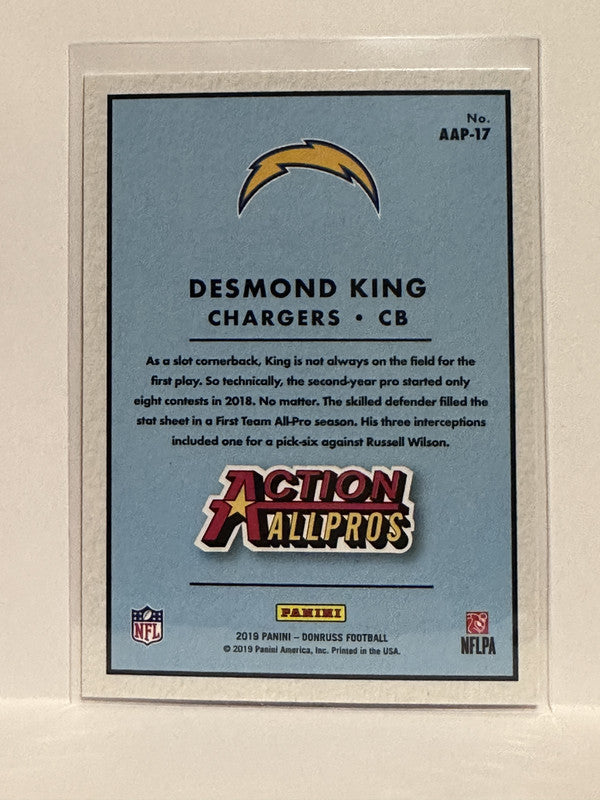 No.
AAP-17
DESMOND KING
CHARGERS • CB
As a slot cornerback, King is not always on the field for the
first play. So technically, the second-year pro started only
eight contests in 2018. No matter. The skilled defender filled the
stat sheet in a First Team All-Pro season. His three interceptions
included one for a pick-six against Russell Wilson.
ACTION
ALL PROS
PANINI
NFL
2019 PANINI – DONRUSS FOOTBALL
© 2019 Panini America, Inc. Printed in the USA.
NFLPA